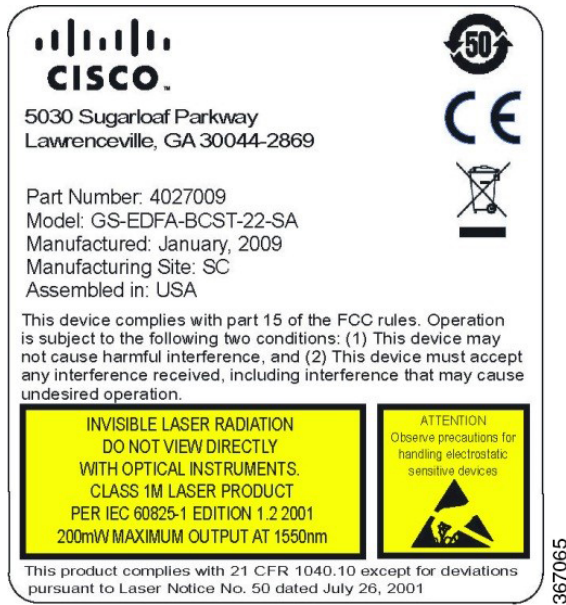 CISCO™
50
5030 Sugarloaf Parkway
Lawrenceville, GA 30044-2869
CE
Part Number: 4027009
Model: GS-EDFA-BCST-22-SA
Manufactured: January, 2009
Manufacturing Site: SC
Assembled in: USA
This device complies with part 15 of the FCC rules. Operation
is subject to the following two conditions: (1) This device may
not cause harmful interference, and (2) This device must accept
any interference received, including interference that may cause
undesired operation.
INVISIBLE LASER RADIATION
DO NOT VIEW DIRECTLY
WITH OPTICAL INSTRUMENTS.
CLASS 1M LASER PRODUCT
PER IEC 60825-1 EDITION 1.2 2001
200mW MAXIMUM OUTPUT AT 1550nm
ATTENTION
Observe precautions for
handling electrostatic
sensitive devices
This product complies with 21 CFR 1040.10 except for deviations
pursuant to Laser Notice No. 50 dated July 26, 2001
367065